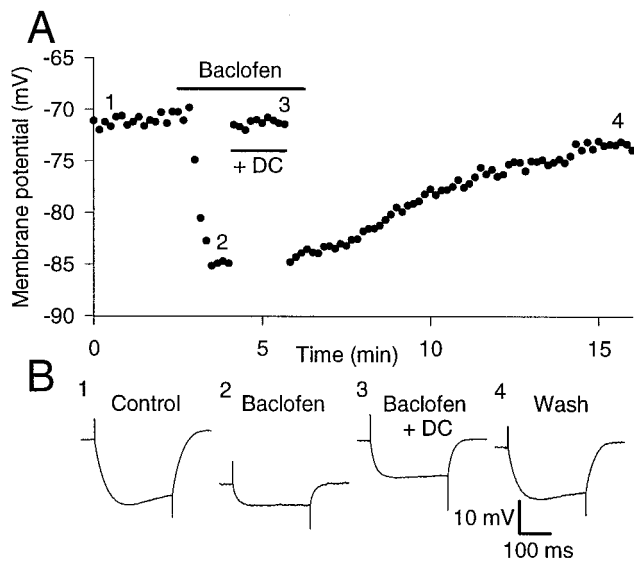 A
-65
-70
-75
-80
-85
-90
Membrane potential (mV)
Baclofen
1
3
+ DC
2
4
0
5
10
15
Time (min)
B
1
Control
2
Baclofen
3
Baclofen
+ DC
4
Wash
10 mV
100 ms